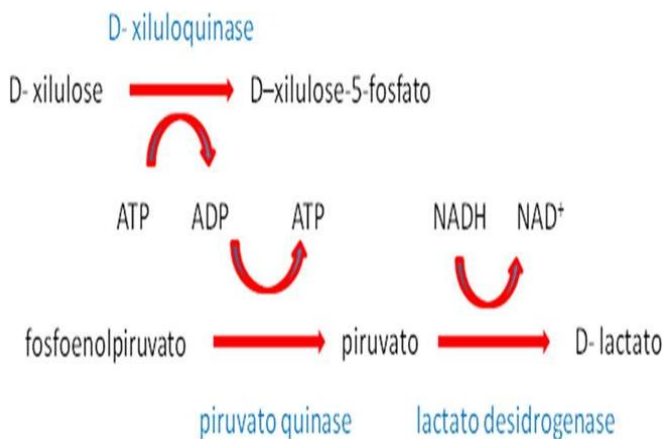 D- xiluloquinase
D- xilulose D–xilulose-5-fosfato
ATP ADP ATP NADH NAD⁺
fosfoenolpiruvato piruvato D- lactato
piruvato quinase lactato desidrogenase